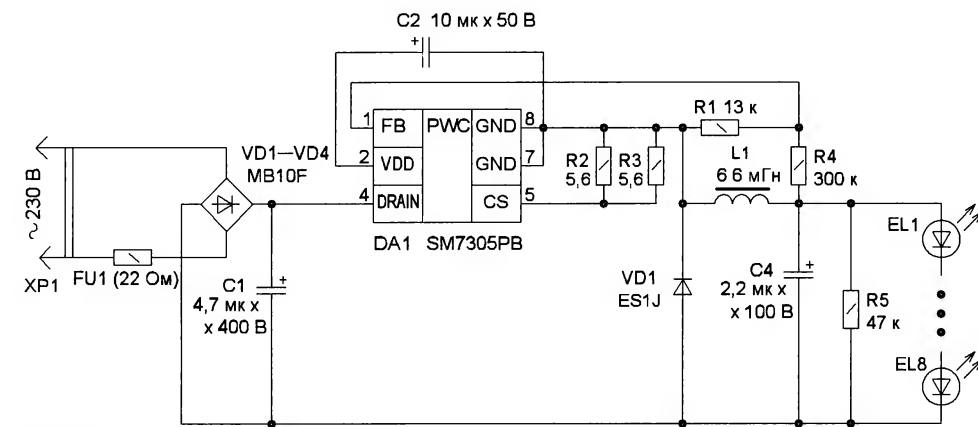 C2 10 мк x 50 В
+
1
FB
PWC
GND
8
2
VDD
GND
7
4
DRAIN
CS
5
DA1 SM7305PB
~230 В
XP1
FU1 (22 Ом)
VD1—VD4
MB10F
C1
+
4,7 мк x
x 400 В
R2
5,6
R3
5,6
R1 13 к
L1
6 6 мГн
R4
300 к
VD1
ES1J
C4
+
2,2 мк x
x 100 В
R5
47 к
EL1
EL8